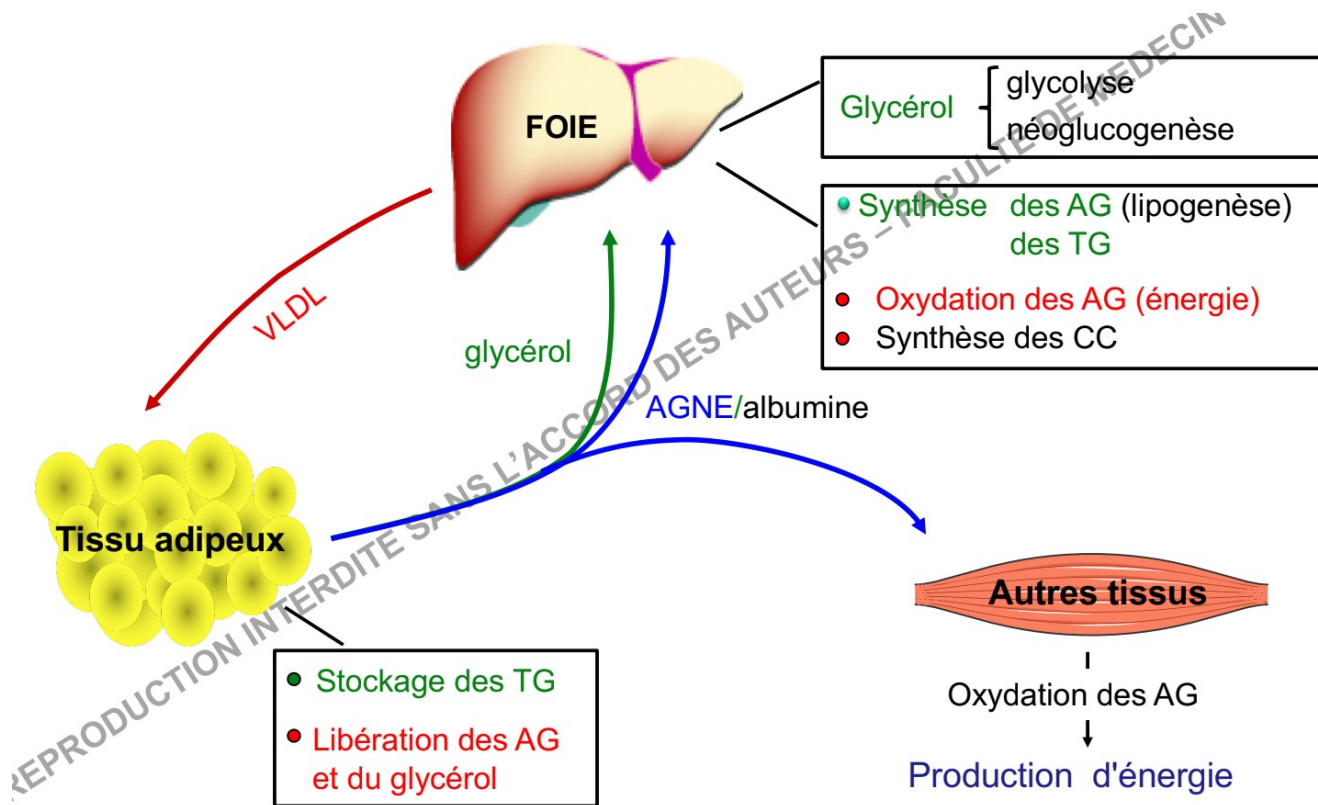 FOIE
Glycérol
glycolyse
néoglucogenèse
Synthèse des AG (lipogenèse)
des TG
Oxydation des AG (énergie)
Synthèse des CC
VLDL
glycérol
AGNE/albumine
Tissu adipeux
Autres tissus
Stockage des TG
Libération des AG
et du glycérol
Oxydation des AG
Production d'énergie
REPRODUCTION INTERDITE SANS L'ACCORD DES AUTEURS – FACULTE DE MEDECIN